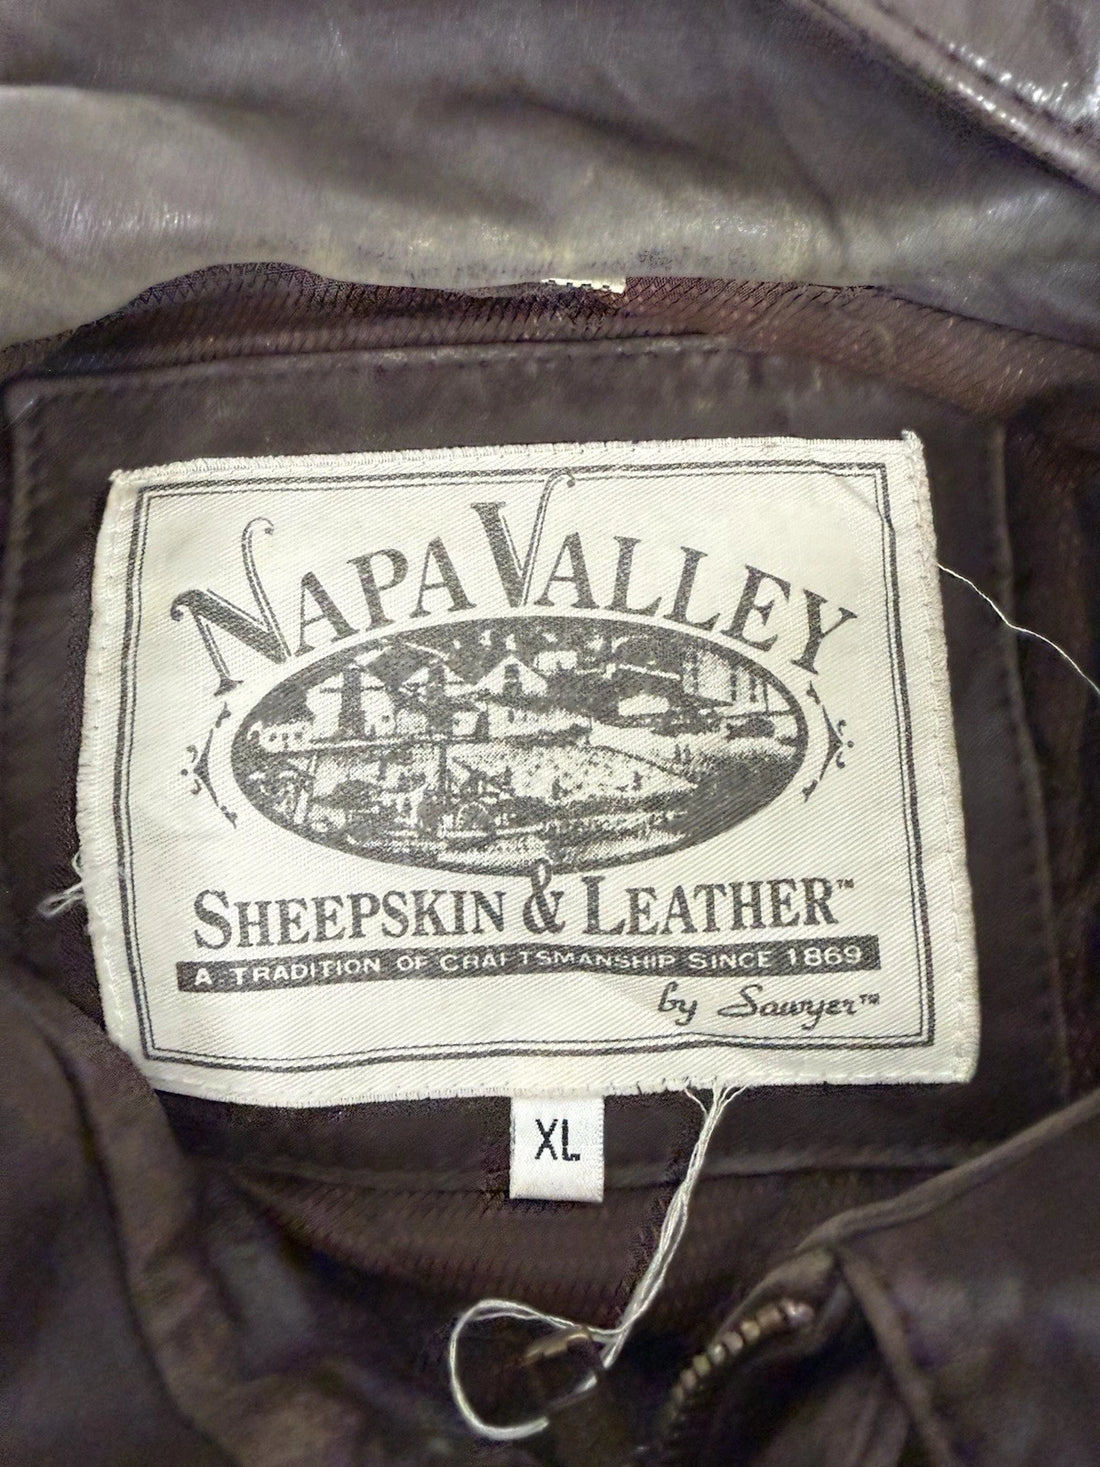 NAPA VALLEY
SHEEPSKIN & LEATHER™
A TRADITION OF CRAFTSMANSHIP SINCE 1869
by Sawyer™
XL